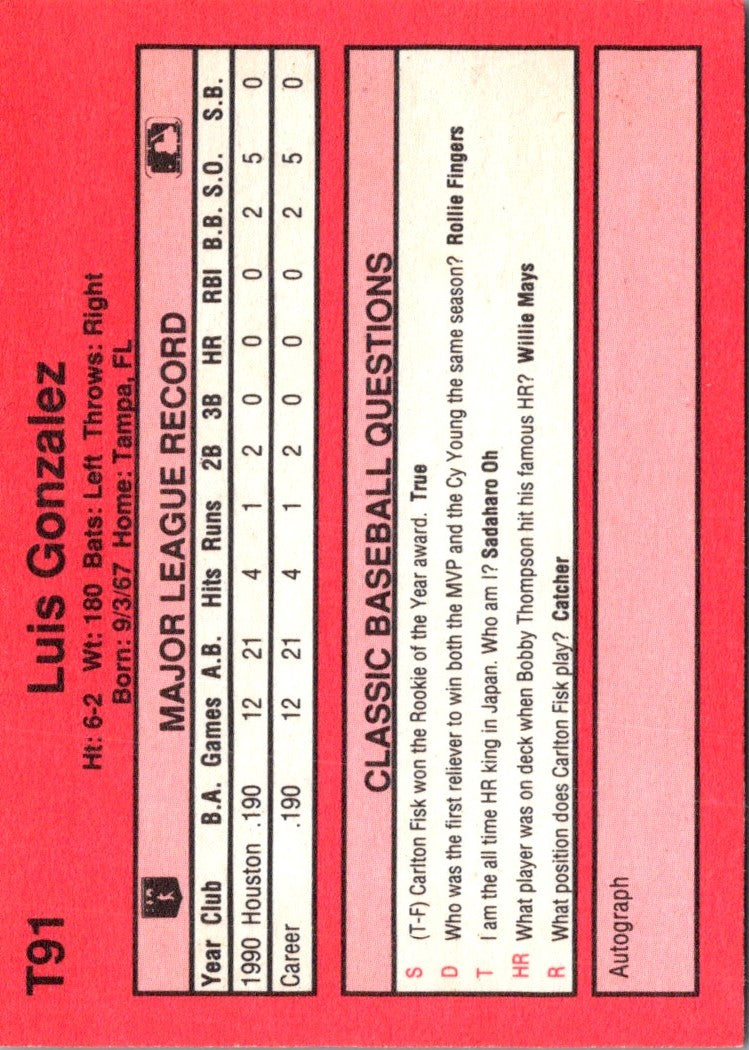 T91 Luis Gonzalez
Ht: 6-2 Wt: 180 Bats: Left Throws: Right
Born: 9/3/67 Home: Tampa, FL
MAJOR LEAGUE RECORD
Year Club B.A. Games A.B. Hits Runs 2B 3B HR RBI B.B. S.O. S.B.
1990 Houston .190 12 21 4 1 2 0 0 0 2 5 0
Career .190 12 21 4 1 2 0 0 0 2 5 0
CLASSIC BASEBALL QUESTIONS
S (T-F) Carlton Fisk won the Rookie of the Year award. True
D Who was the first reliever to win both the MVP and the Cy Young the same season? Rollie Fingers
T I am the all time HR king in Japan. Who am I? Sadaharo Oh
HR What player was on deck when Bobby Thompson hit his famous HR? Willie Mays
R What position does Carlton Fisk play? Catcher
Autograph